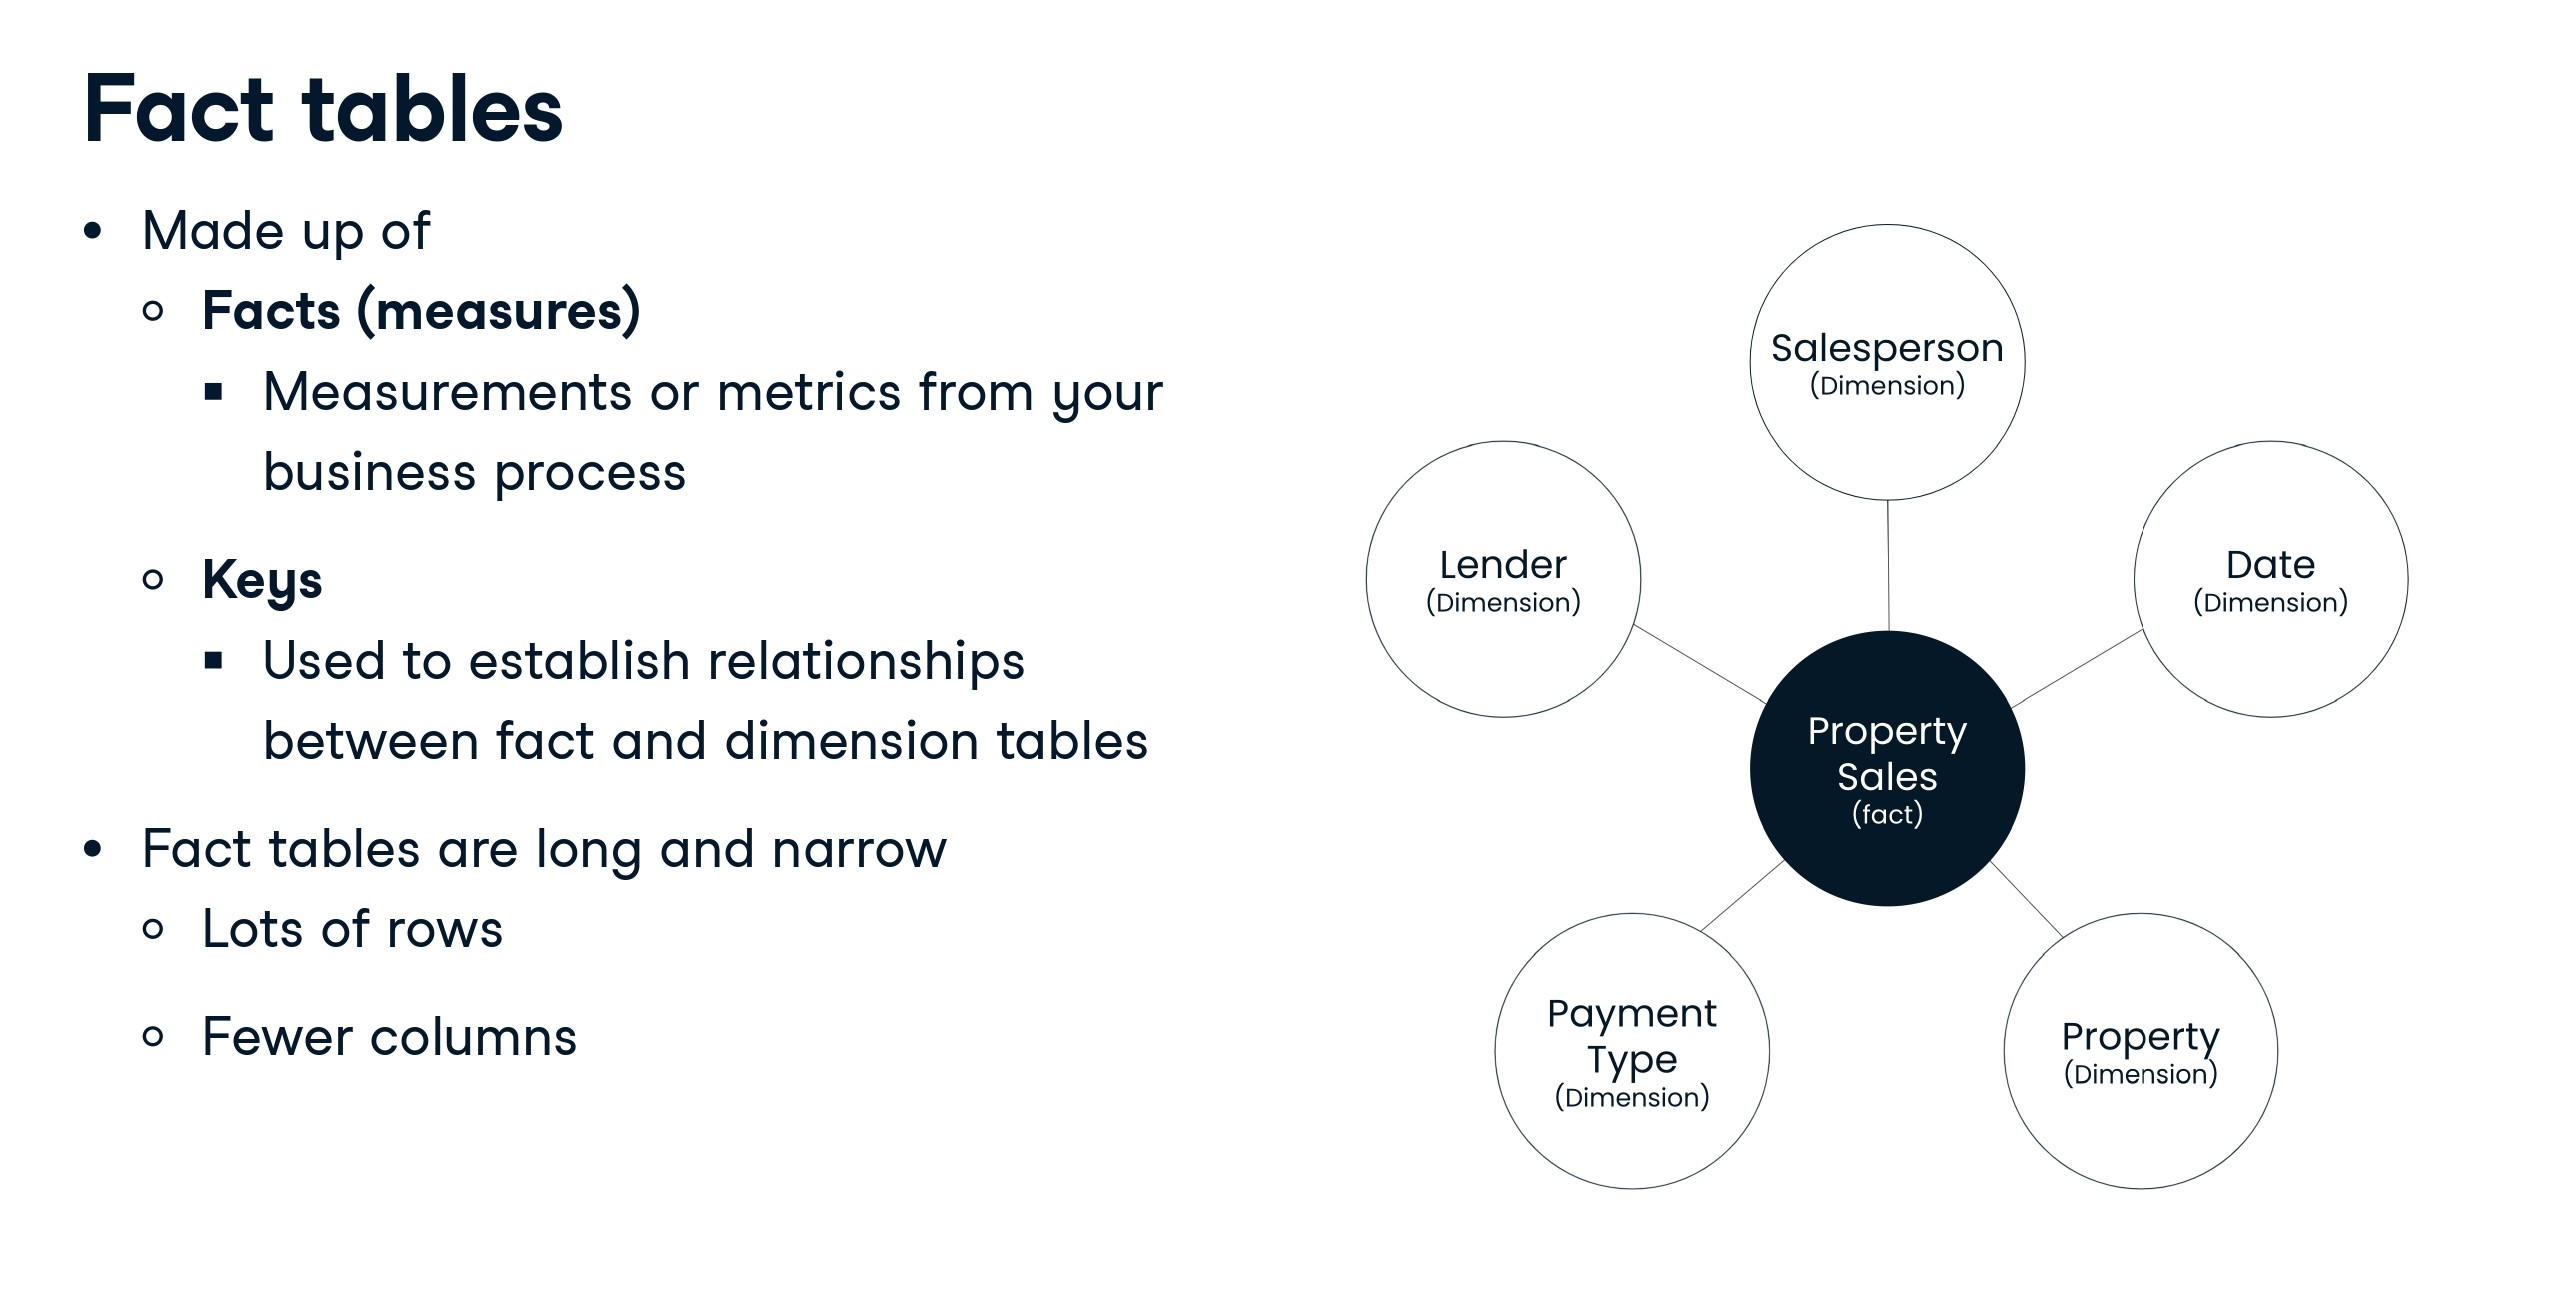 Fact tables
Made up of
Facts (measures)
Measurements or metrics from your
business process
Keys
Used to establish relationships
between fact and dimension tables
Fact tables are long and narrow
Lots of rows
Fewer columns
Salesperson
(Dimension)
Lender
(Dimension)
Date
(Dimension)
Property
Sales
(fact)
Payment
Type
(Dimension)
Property
(Dimension)